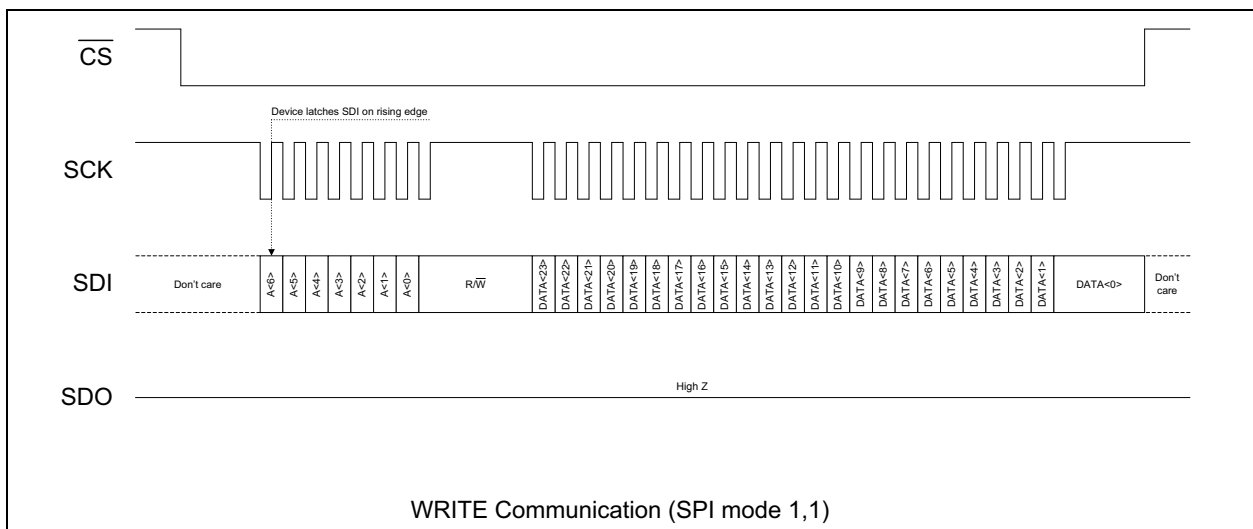 CS
Device latches SDI on rising edge
SCK
SDI
Don't care
A<6>
A<5>
A<4>
A<3>
A<2>
A<1>
A<0>
R/W
DATA<23>
DATA<22>
DATA<21>
DATA<20>
DATA<19>
DATA<18>
DATA<17>
DATA<16>
DATA<15>
DATA<14>
DATA<13>
DATA<12>
DATA<11>
DATA<10>
DATA<9>
DATA<8>
DATA<7>
DATA<6>
DATA<5>
DATA<4>
DATA<3>
DATA<2>
DATA<1>
DATA<0>
Don't
care
SDO
High Z
WRITE Communication (SPI mode 1,1)